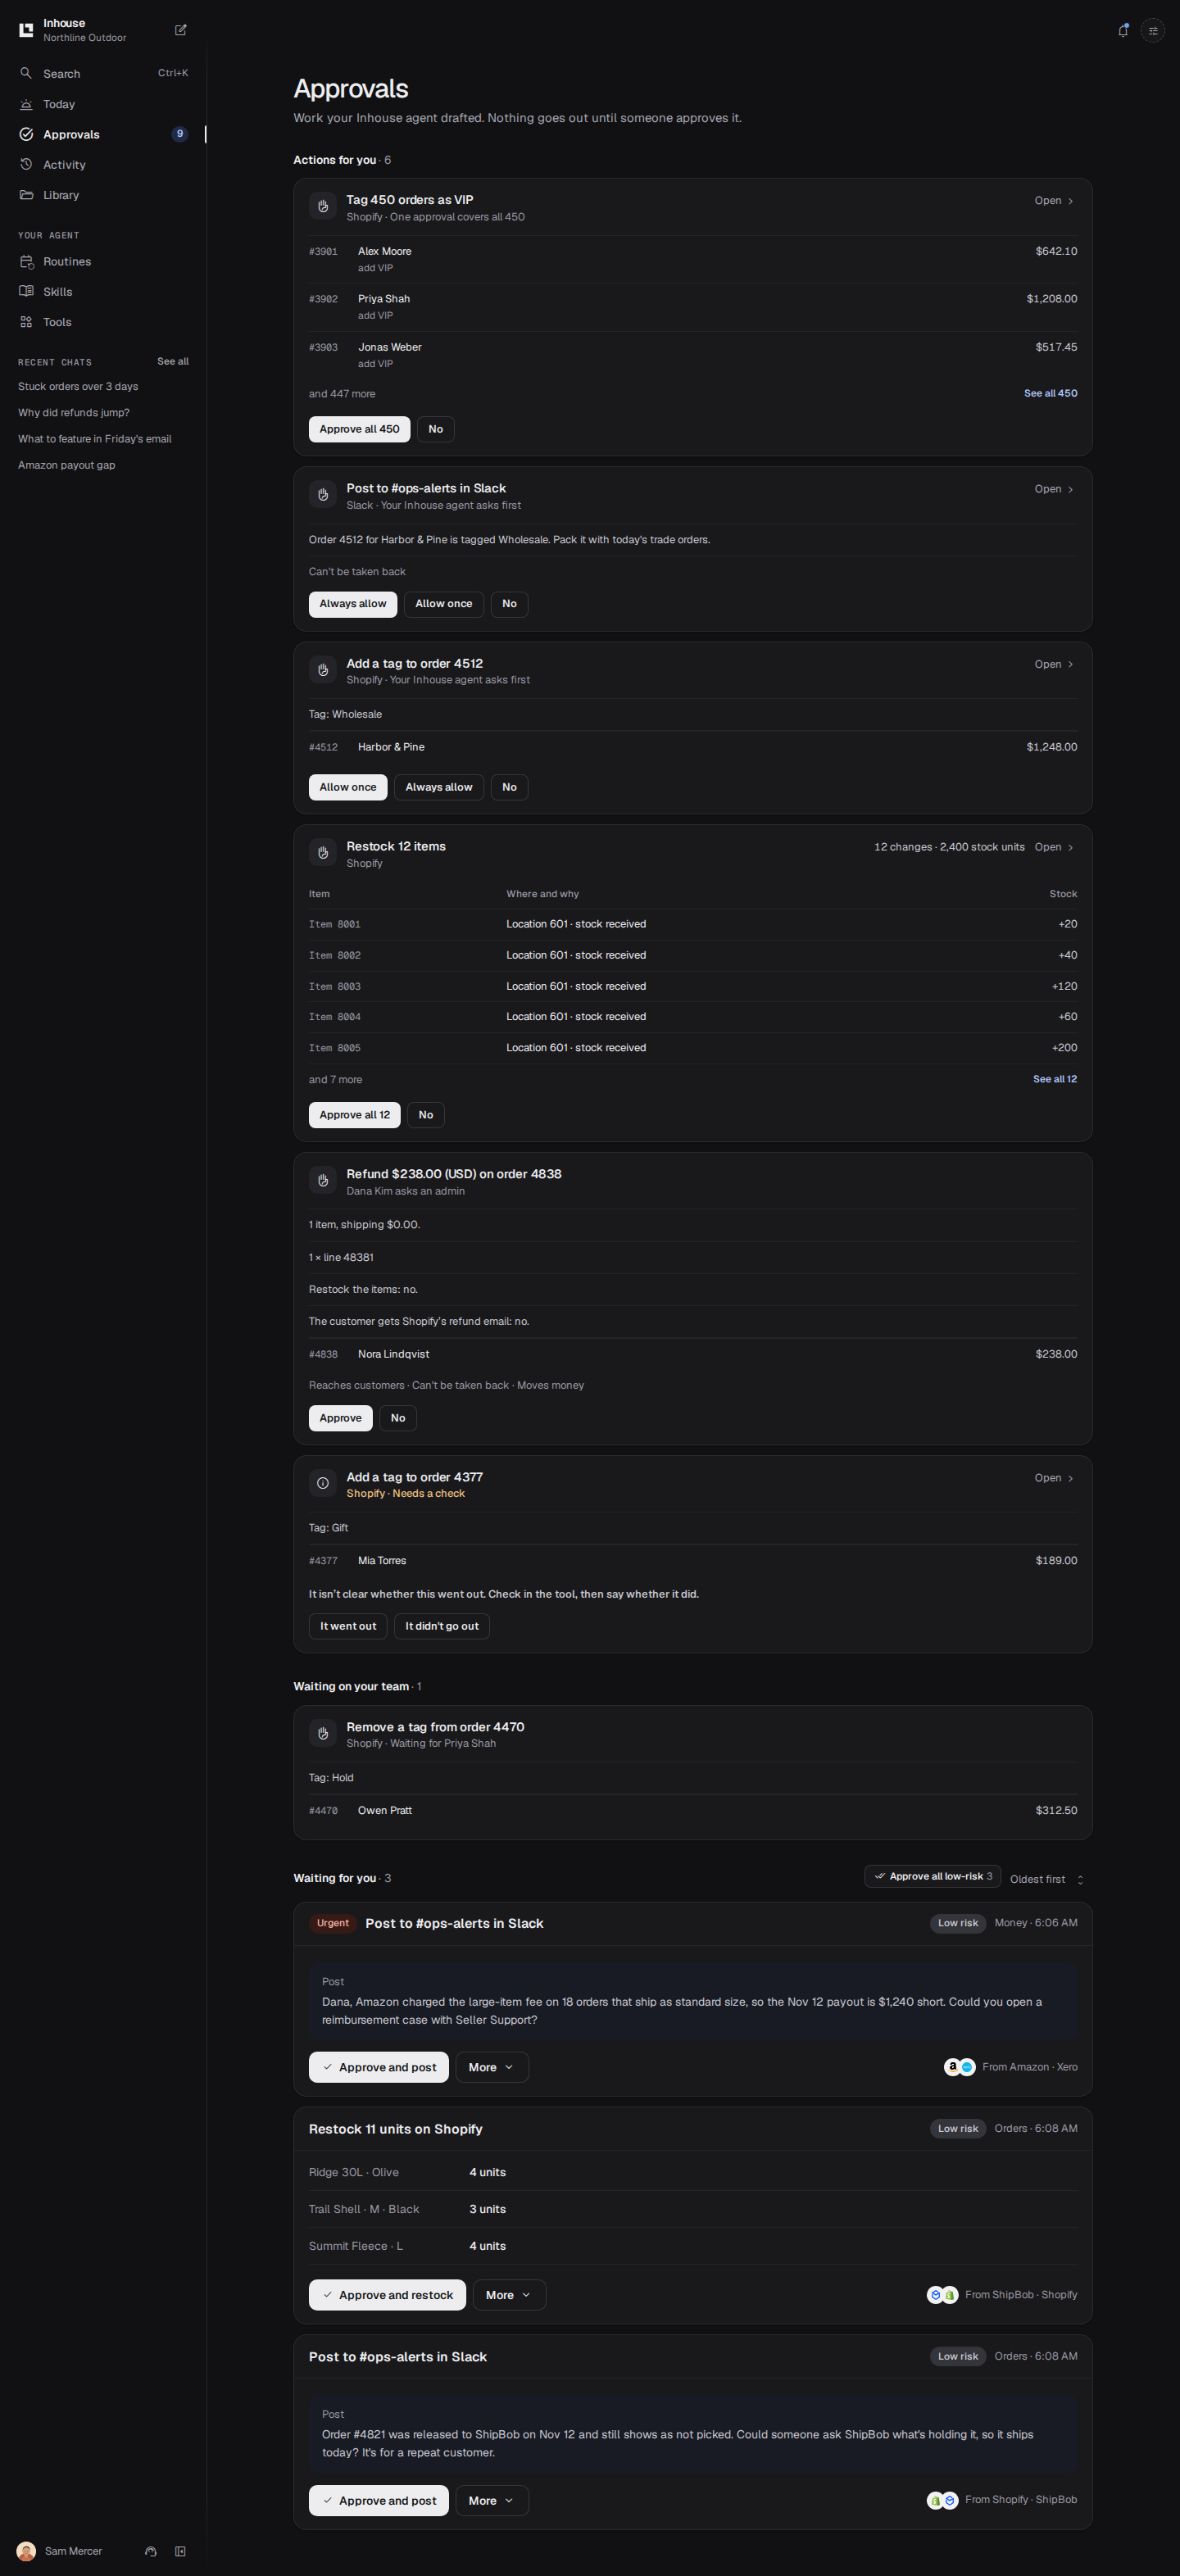 Inhouse
Northline Outdoor
Search Ctrl+K
Today
Approvals 9
Activity
Library
YOUR AGENT
Routines
Skills
Tools
RECENT CHATS See all
Stuck orders over 3 days
Why did refunds jump?
What to feature in Friday's email
Amazon payout gap
Sam Mercer
Approvals
Work your Inhouse agent drafted. Nothing goes out until someone approves it.
Actions for you · 6
Tag 450 orders as VIP Open
Shopify · One approval covers all 450
#3901 Alex Moore $642.10
add VIP
#3902 Priya Shah $1,208.00
add VIP
#3903 Jonas Weber $517.45
add VIP
and 447 more See all 450
Approve all 450 No
Post to #ops-alerts in Slack Open
Slack · Your Inhouse agent asks first
Order 4512 for Harbor & Pine is tagged Wholesale. Pack it with today's trade orders.
Can't be taken back
Always allow Allow once No
Add a tag to order 4512 Open
Shopify · Your Inhouse agent asks first
Tag: Wholesale
#4512 Harbor & Pine $1,248.00
Allow once Always allow No
Restock 12 items 12 changes · 2,400 stock units Open
Shopify
Item Where and why Stock
Item 8001 Location 601 · stock received +20
Item 8002 Location 601 · stock received +40
Item 8003 Location 601 · stock received +120
Item 8004 Location 601 · stock received +60
Item 8005 Location 601 · stock received +200
and 7 more See all 12
Approve all 12 No
Refund $238.00 (USD) on order 4838
Dana Kim asks an admin
1 item, shipping $0.00.
1 × line 48381
Restock the items: no.
The customer gets Shopify's refund email: no.
#4838 Nora Lindqvist $238.00
Reaches customers · Can't be taken back · Moves money
Approve No
Add a tag to order 4377 Open
Shopify · Needs a check
Tag: Gift
#4377 Mia Torres $189.00
It isn't clear whether this went out. Check in the tool, then say whether it did.
It went out It didn't go out
Waiting on your team · 1
Remove a tag from order 4470
Shopify · Waiting for Priya Shah
Tag: Hold
#4470 Owen Pratt $312.50
Waiting for you · 3 Approve all low-risk 3 Oldest first
Urgent Post to #ops-alerts in Slack Low risk Money · 6:06 AM
Post
Dana, Amazon charged the large-item fee on 18 orders that ship as standard size, so the Nov 12 payout is $1,240 short. Could you open a
reimbursement case with Seller Support?
Approve and post More From Amazon · Xero
Restock 11 units on Shopify Low risk Orders · 6:08 AM
Ridge 30L · Olive 4 units
Trail Shell · M · Black 3 units
Summit Fleece · L 4 units
Approve and restock More From ShipBob · Shopify
Post to #ops-alerts in Slack Low risk Orders · 6:08 AM
Post
Order #4821 was released to ShipBob on Nov 12 and still shows as not picked. Could someone ask ShipBob what's holding it, so it ships
today? It's for a repeat customer.
Approve and post More From Shopify · ShipBob